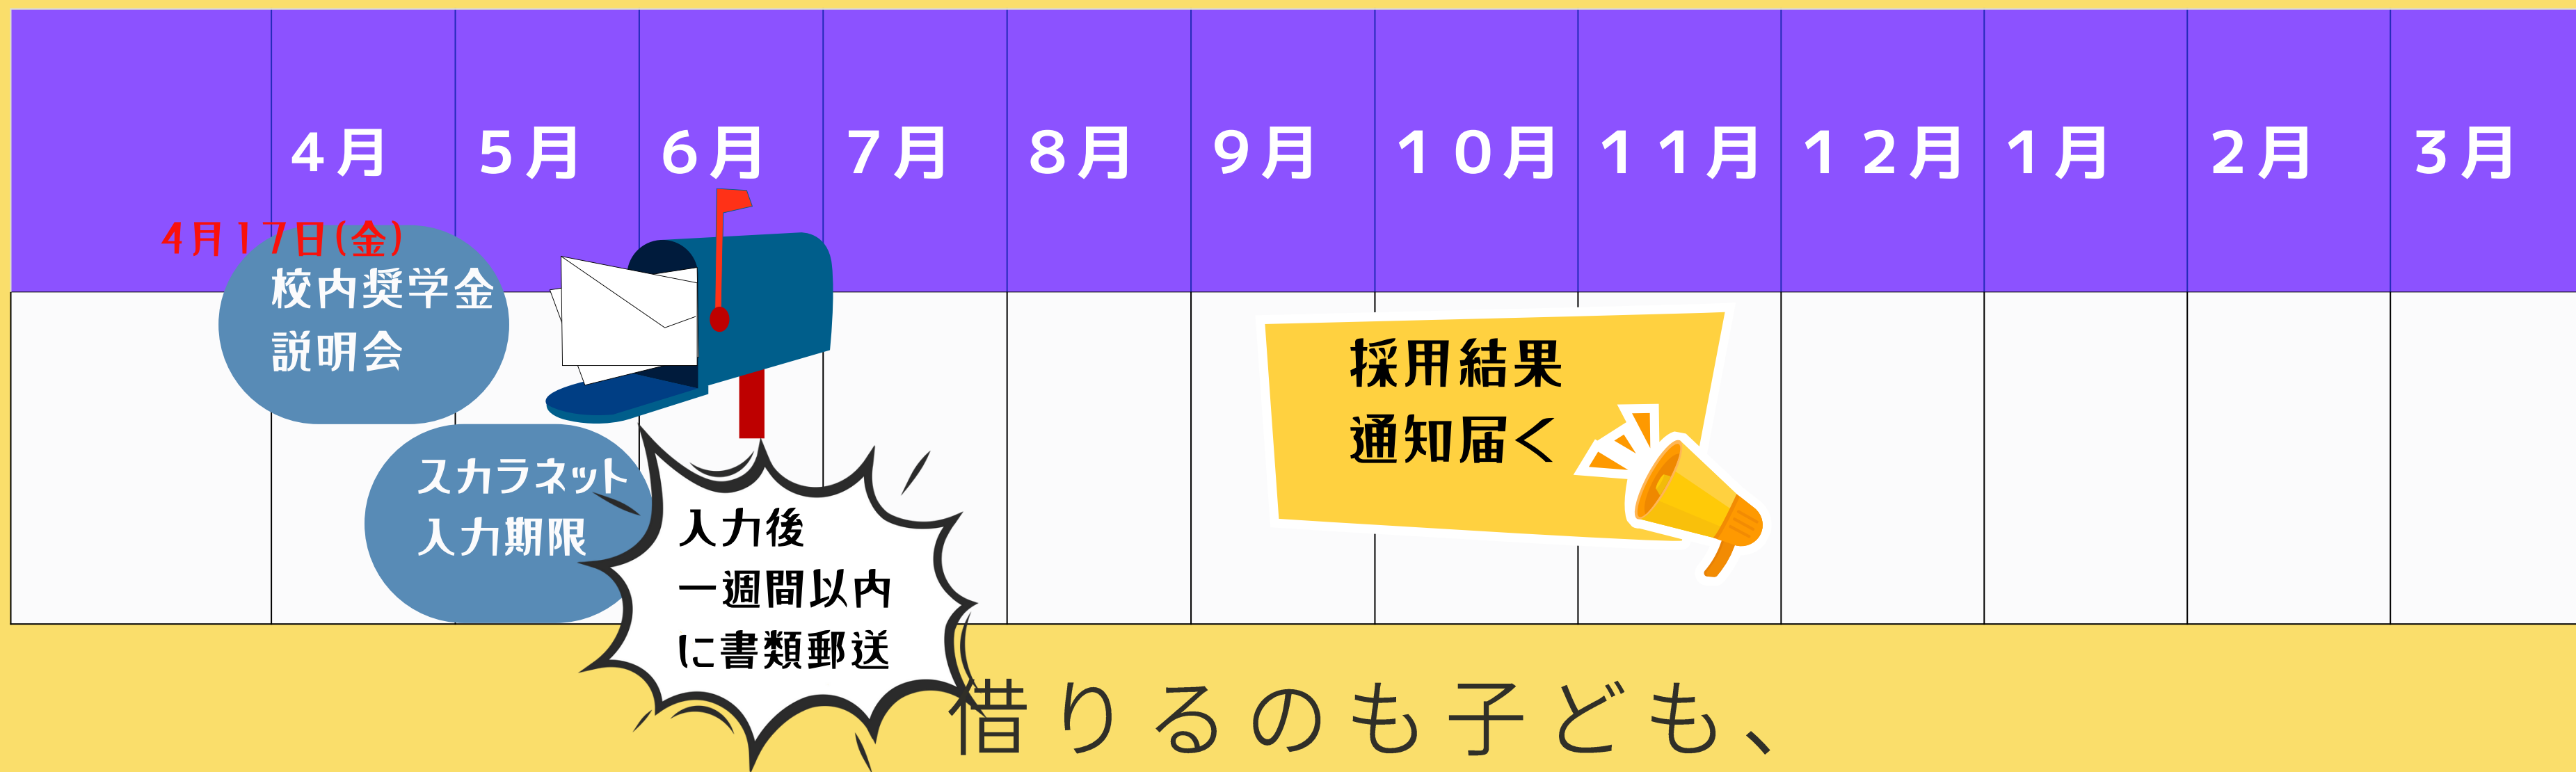 4月 5月 6月 7月 8月 9月 10月 11月 12月 1月 2月 3月
4月17日(金)
校内奨学金
説明会
スカラネット
入力期限
入力後
一週間以内
に書類郵送
採用結果
通知届く
借りるのも子ども、